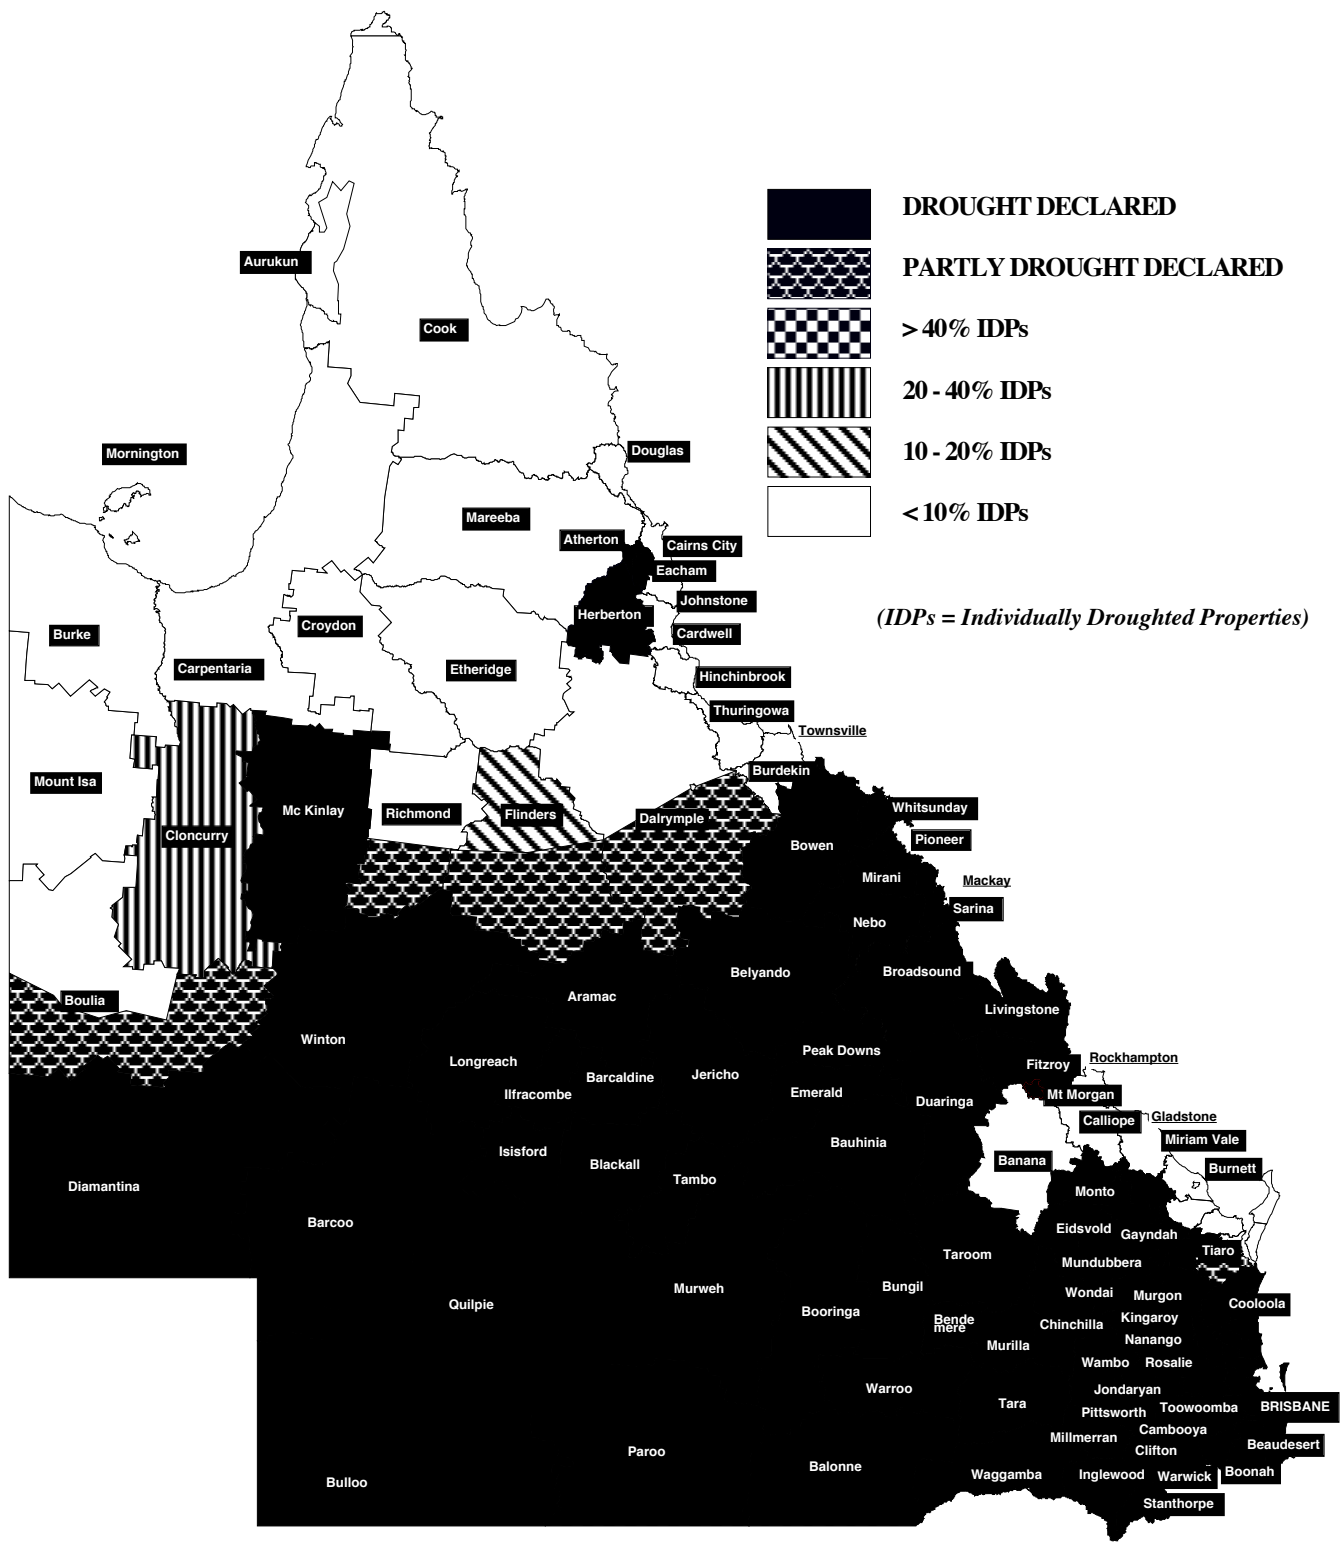 DROUGHT DECLARED
PARTLY DROUGHT DECLARED
> 40% IDPs
20 - 40% IDPs
10 - 20% IDPs
< 10% IDPs
(IDPs = Individually Droughted Properties)
Aurukun
Cook
Mornington
Douglas
Mareeba
Atherton
Cairns City
Eacham
Johnstone
Herberton
Croydon
Burke
Cardwell
Carpentaria
Etheridge
Hinchinbrook
Thuringowa
Townsville
Burdekin
Mount Isa
Mc Kinlay
Richmond
Flinders
Dalrymple
Whitsunday
Cloncurry
Pioneer
Bowen
Mirani
Mackay
Sarina
Nebo
Belyando
Broadsound
Boulia
Aramac
Livingstone
Winton
Longreach
Peak Downs
Rockhampton
Fitzroy
Barcaldine
Jericho
Ilfracombe
Emerald
Mt Morgan
Duaringa
Gladstone
Calliope
Bauhinia
Miriam Vale
Isisford
Blackall
Banana
Burnett
Tambo
Diamantina
Monto
Barcoo
Eidsvold
Gayndah
Taroom
Tiaro
Mundubbera
Murweh
Bungil
Wondai
Murgon
Quilpie
Booringa
Cooloola
Bende
mere
Chinchilla
Kingaroy
Nanango
Murilla
Wambo
Rosalie
Warroo
Jondaryan
Tara
Pittsworth
Toowoomba
BRISBANE
Millmerran
Cambooya
Clifton
Beaudesert
Paroo
Balonne
Waggamba
Inglewood
Warwick
Boonah
Bulloo
Stanthorpe